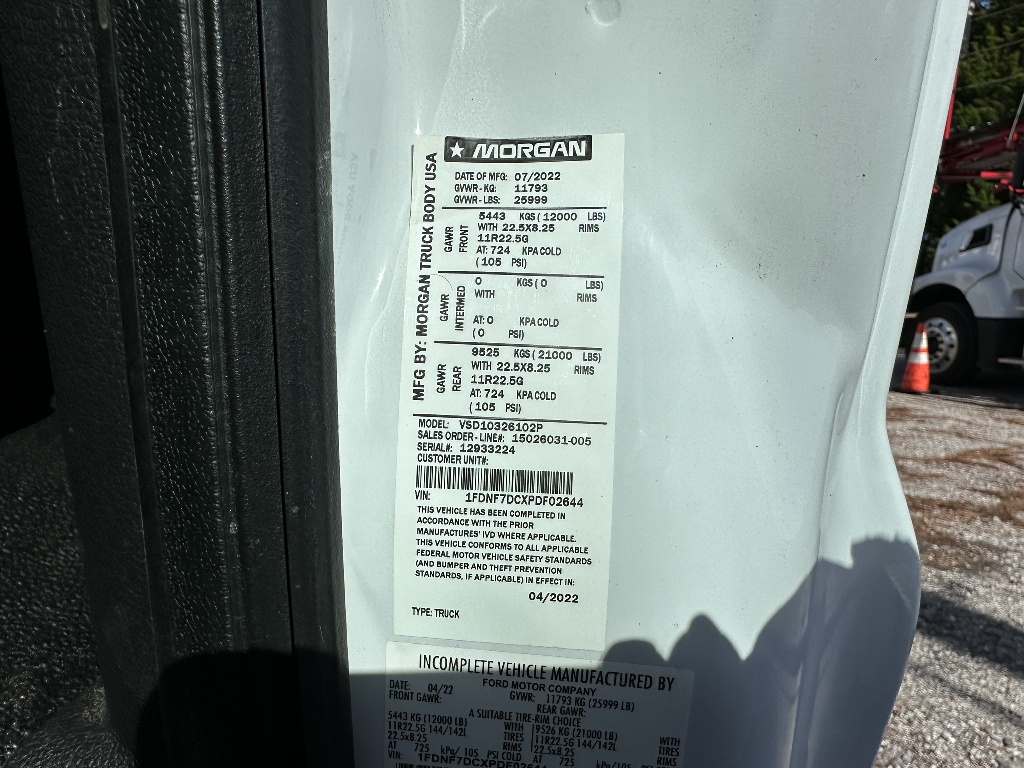 MORGAN
MFG BY: MORGAN TRUCK BODY USA
DATE OF MFG: 07/2022
GVWR-KG: 11793
GVWR-LBS: 25999
GAWR FRONT
5443 KGS ( 12000 LBS)
WITH 22.5X8.25 RIMS
11R22.5G
AT: 724 KPA COLD
( 105 PSI)
GAWR INTERMED
0 KGS ( 0 LBS)
WITH RIMS
AT: 0 KPA COLD
( 0 PSI)
GAWR REAR
9525 KGS ( 21000 LBS)
WITH 22.5X8.25 RIMS
11R22.5G
AT: 724 KPA COLD
( 105 PSI)
MODEL: VSD10326102P
SALES ORDER-LINE#: 15026031-005
SERIAL#: 12933224
CUSTOMER UNIT#:
VIN: 1FDNF7DCXPDF02644
THIS VEHICLE HAS BEEN COMPLETED IN
ACCORDANCE WITH THE PRIOR
MANUFACTURES' IVD WHERE APPLICABLE.
THIS VEHICLE CONFORMS TO ALL APPLICABLE
FEDERAL MOTOR VEHICLE SAFETY STANDARDS
(AND BUMPER AND THEFT PREVENTION
STANDARDS, IF APPLICABLE) IN EFFECT IN:
04/2022
TYPE: TRUCK
INCOMPLETE VEHICLE MANUFACTURED BY
FORD MOTOR COMPANY
DATE: 04/22 GVWR: 11793 KG (25999 LB)
FRONT GAWR: REAR GAWR:
A SUITABLE TIRE-RIM CHOICE
5443 KG (12000 LB) WITH 9526 KG (21000 LB) WITH
11R22.5G 144/142L TIRES 11R22.5G 144/142L TIRES
22.5x8.25 RIMS 22.5x8.25 RIMS
AT 725 kPa/ 105 PSI COLD AT 725 kPa/ 105 PSI COLD
VIN: 1FDNF7DCXPDF02644